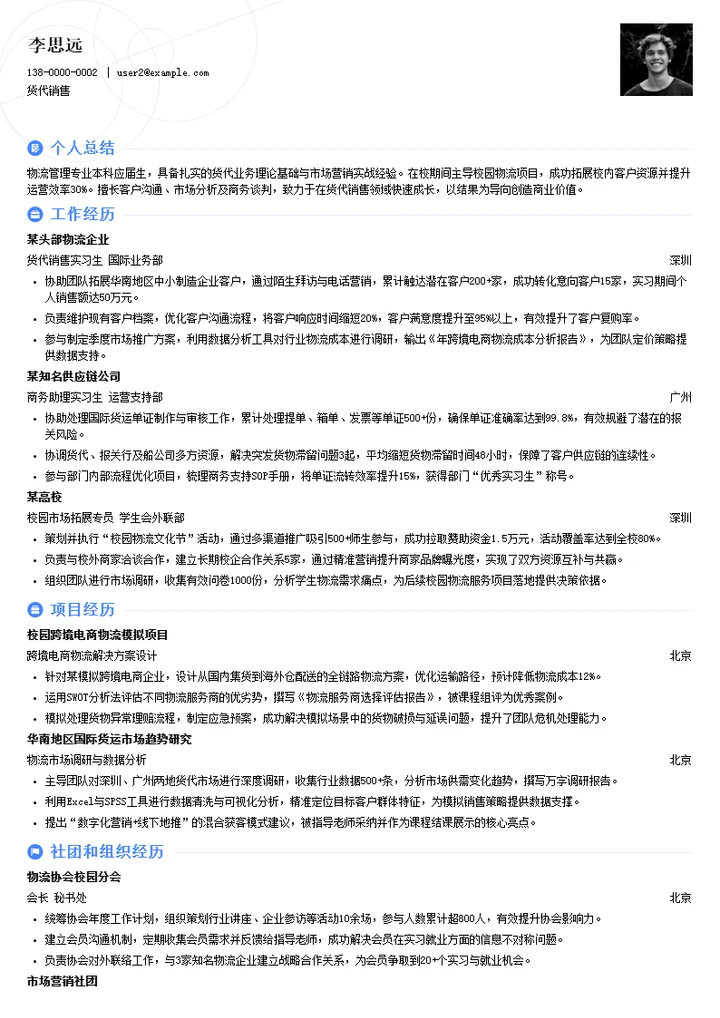 李思远
138-0000-0002 | user2@example.com
货代销售
个人总结
物流管理专业本科应届生，具备扎实的货代业务理论基础与市场营销实战经验。在校期间主导校园物流项目，成功拓展校内客户资源并提升
运营效率30%。擅长客户沟通、市场分析及商务谈判，致力于在货代销售领域快速成长，以结果为导向创造商业价值。
工作经历
某头部物流企业
货代销售实习生 国际业务部 深圳
• 协助团队拓展华南地区中小制造企业客户，通过陌生拜访与电话营销，累计触达潜在客户200+家，成功转化意向客户15家，实习期间个
人销售额达50万元。
• 负责维护现有客户档案，优化客户沟通流程，将客户响应时间缩短20%，客户满意度提升至95%以上，有效提升了客户复购率。
• 参与制定季度市场推广方案，利用数据分析工具对行业物流成本进行调研，输出《年跨境电商物流成本分析报告》，为团队定价策略提
供数据支持。
某知名供应链公司
商务助理实习生 运营支持部 广州
• 协助处理国际货运单证制作与审核工作，累计处理提单、箱单、发票等单证500+份，确保单证准确率达到99.8%，有效规避了潜在的报
关风险。
• 协调货代、报关行及船公司多方资源，解决突发货物滞留问题3起，平均缩短货物滞留时间48小时，保障了客户供应链的连续性。
• 参与部门内部流程优化项目，梳理商务支持SOP手册，将单证流转效率提升15%，获得部门“优秀实习生”称号。
某高校
校园市场拓展专员 学生会外联部 深圳
• 策划并执行“校园物流文化节”活动，通过多渠道推广吸引500+师生参与，成功拉取赞助资金1.5万元，活动覆盖率达到全校80%。
• 负责与校外商家洽谈合作，建立长期校企合作关系5家，通过精准营销提升商家品牌曝光度，实现了双方资源互补与共赢。
• 组织团队进行市场调研，收集有效问卷1000份，分析学生物流需求痛点，为后续校园物流服务项目落地提供决策依据。
项目经历
校园跨境电商物流模拟项目
跨境电商物流解决方案设计 北京
• 针对某模拟跨境电商企业，设计从国内集货到海外仓配送的全链路物流方案，优化运输路径，预计降低物流成本12%。
• 运用SWOT分析法评估不同物流服务商的优劣势，撰写《物流服务商选择评估报告》，被课程组评为优秀案例。
• 模拟处理货物异常理赔流程，制定应急预案，成功解决模拟场景中的货物破损与延误问题，提升了团队危机处理能力。
华南地区国际货运市场趋势研究
物流市场调研与数据分析 北京
• 主导团队对深圳、广州两地货代市场进行深度调研，收集行业数据500+条，分析市场供需变化趋势，撰写万字调研报告。
• 利用Excel与SPSS工具进行数据清洗与可视化分析，精准定位目标客户群体特征，为模拟销售策略提供数据支撑。
• 提出“数字化营销+线下地推”的混合获客模式建议，被指导老师采纳并作为课程结课展示的核心亮点。
社团和组织经历
物流协会校园分会
会长 秘书处 北京
• 统筹协会年度工作计划，组织策划行业讲座、企业参访等活动10余场，参与人数累计超800人，有效提升协会影响力。
• 建立会员沟通机制，定期收集会员需求并反馈给指导老师，成功解决会员在实习就业方面的信息不对称问题。
• 负责协会对外联络工作，与3家知名物流企业建立战略合作关系，为会员争取到20+个实习与就业机会。
市场营销社团